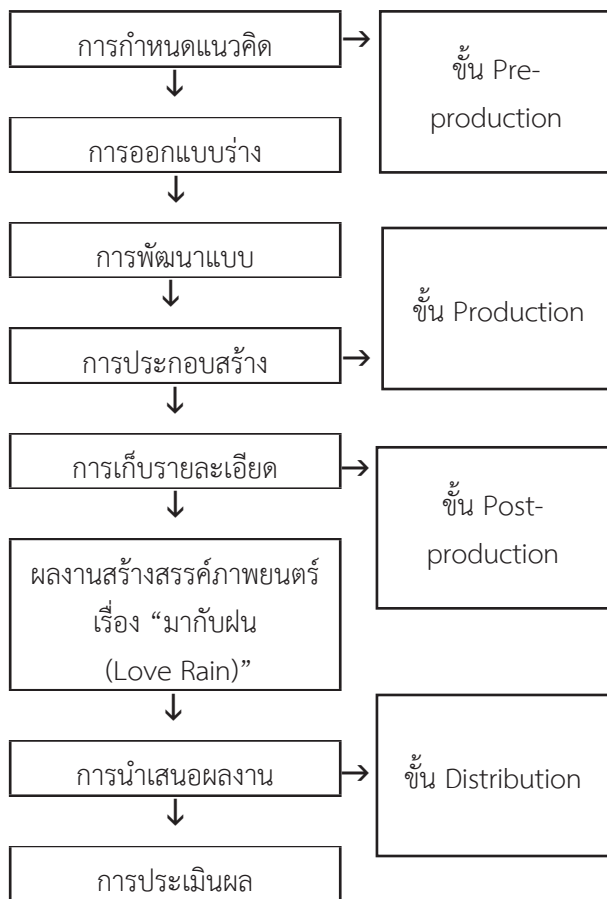 การกำหนดแนวคิด
ขั้น Pre-
production
การออกแบบร่าง
การพัฒนาแบบ
ขั้น Production
การประกอบสร้าง
การเก็บรายละเอียด
ขั้น Post-
production
ผลงานสร้างสรรค์ภาพยนตร์
เรื่อง “มากับฝน
(Love Rain)”
การนำเสนอผลงาน
ขั้น Distribution
การประเมินผล